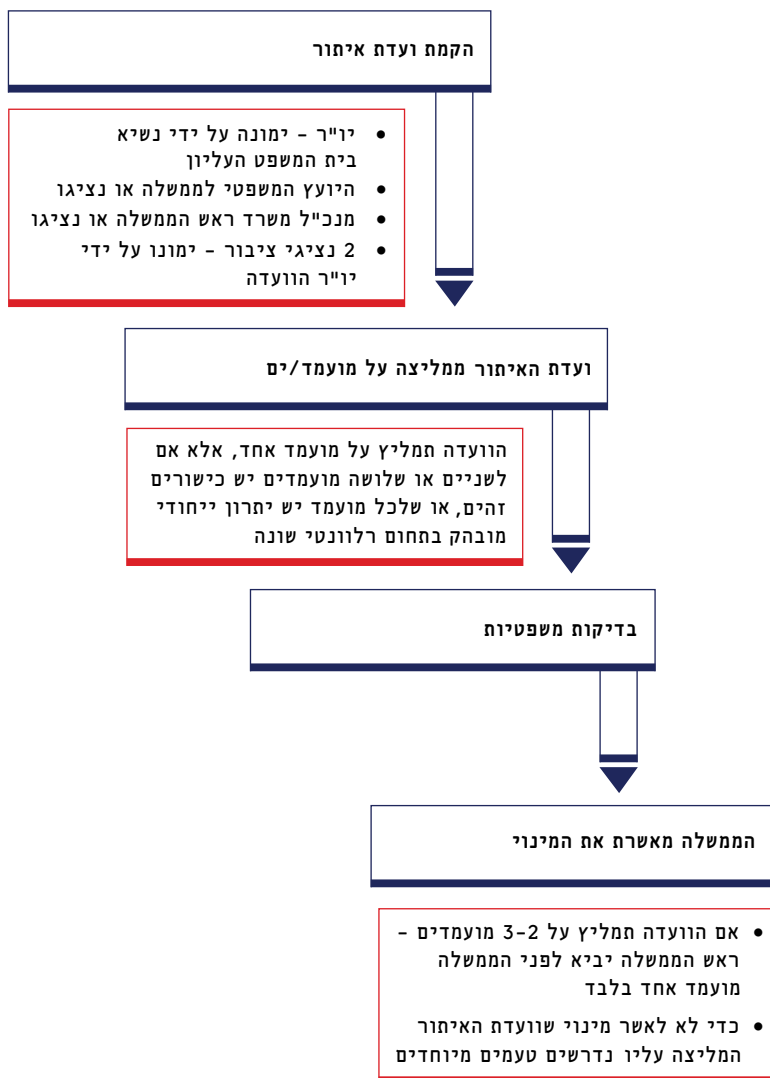 הקמת ועדת איתור
• יו"ר - ימונה על ידי נשיא
בית המשפט העליון
• היועץ המשפטי לממשלה או נציגו
• מנכ"ל משרד ראש הממשלה או נציגו
• 2 נציגי ציבור - ימונו על ידי
יו"ר הוועדה
ועדת האיתור ממליצה על מועמד/ים
הוועדה תמליץ על מועמד אחד, אלא אם
לשניים או שלושה מועמדים יש כישורים
זהים, או שלכל מועמד יש יתרון ייחודי
מובהק בתחום רלוונטי שונה
בדיקות משפטיות
הממשלה מאשרת את המינוי
• אם הוועדה תמליץ על 3-2 מועמדים -
ראש הממשלה יביא לפני הממשלה
מועמד אחד בלבד
• כדי לא לאשר מינוי שוועדת האיתור
המליצה עליו נדרשים טעמים מיוחדים